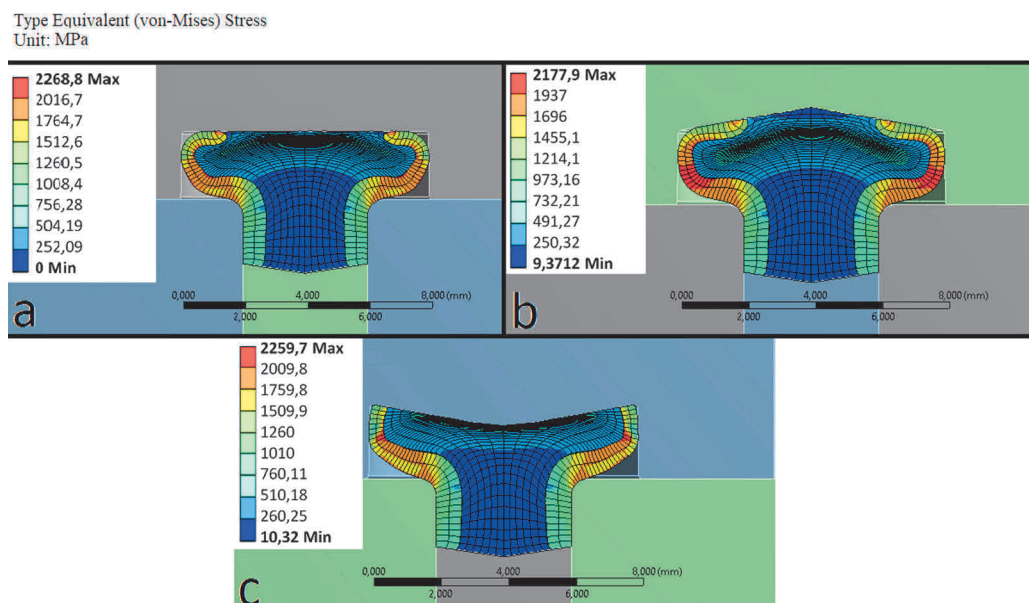 Type Equivalent (von-Mises) Stress
Unit: MPa
2268,8 Max
2016,7
1764,7
1512,6
1260,5
1008,4
756,28
504,19
252,09
0 Min
0,000 4,000 8,000 (mm)
2,000 6,000
a
2177,9 Max
1937
1696
1455,1
1214,1
973,16
732,21
491,27
250,32
9,3712 Min
0,000 4,000 8,000 (mm)
2,000 6,000
b
2259,7 Max
2009,8
1759,8
1509,9
1260
1010
760,11
510,18
260,25
10,32 Min
0,000 4,000 8,000 (mm)
2,000 6,000
c